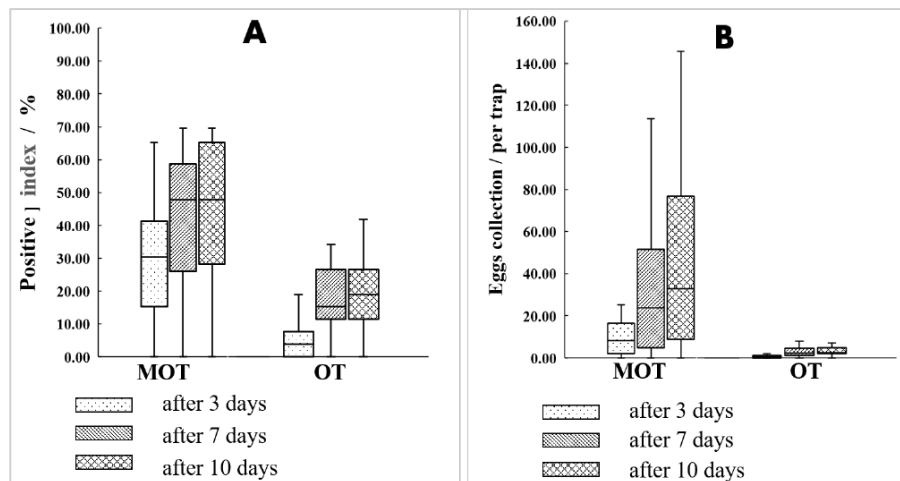 A
100.00
90.00
80.00
70.00
60.00
50.00
40.00
30.00
20.00
10.00
0.00
Positive ] index / %
MOT OT
after 3 days
after 7 days
after 10 days
B
160.00
140.00
120.00
100.00
80.00
60.00
40.00
20.00
0.00
Eggs collection / per trap
MOT OT
after 3 days
after 7 days
after 10 days